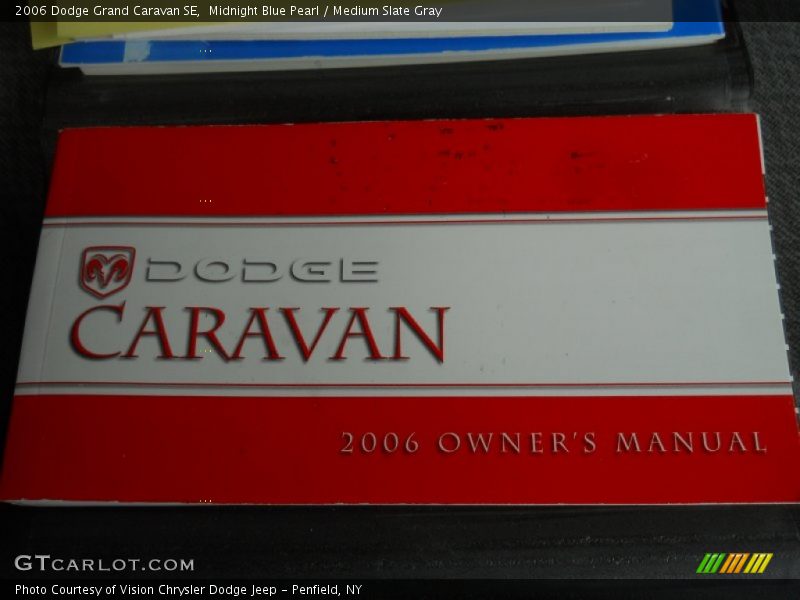 2006 Dodge Grand Caravan SE, Midnight Blue Pearl / Medium Slate Gray
DODGE
CARAVAN
2006 OWNER'S MANUAL
GTCARLOT.COM
Photo Courtesy of Vision Chrysler Dodge Jeep - Penfield, NY